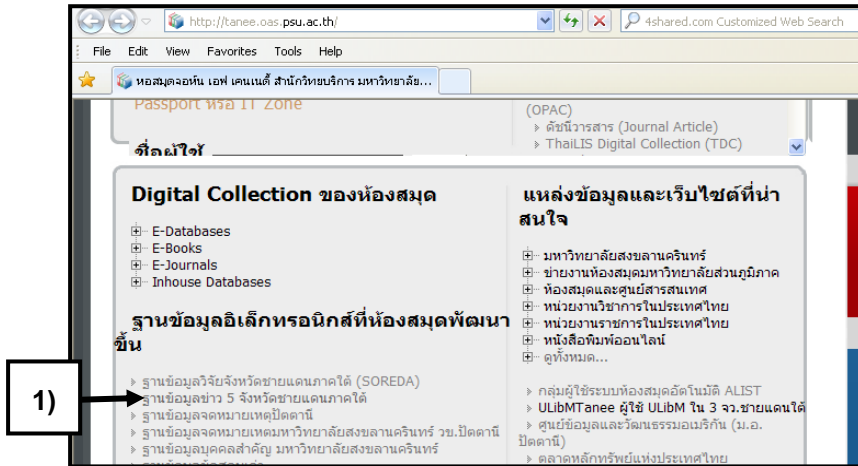 http://tanee.oas.psu.ac.th/
4shared.com Customized Web Search
File Edit View Favorites Tools Help
หอสมุดจอห์น เอฟ เคนเนดี้ สำนักวิทยบริการ มหาวิทยาลัย...
Passport หรือ IT Zone
ชื่อผู้ใช้
(OPAC)
ดัชนีวารสาร (Journal Article)
ThaiLIS Digital Collection (TDC)
Digital Collection ของห้องสมุด
E-Databases
E-Books
E-Journals
Inhouse Databases
ฐานข้อมูลอิเล็กทรอนิกส์ที่ห้องสมุดพัฒนา
ขึ้น
1)
ฐานข้อมูลวิจัยจังหวัดชายแดนภาคใต้ (SOREDA)
ฐานข้อมูลข่าว 5 จังหวัดชายแดนภาคใต้
ฐานข้อมูลจดหมายเหตุปัตตานี
ฐานข้อมูลจดหมายเหตุมหาวิทยาลัยสงขลานครินทร์ วข.ปัตตานี
ฐานข้อมูลบุคคลสำคัญ มหาวิทยาลัยสงขลานครินทร์
แหล่งข้อมูลและเว็บไซต์ที่น่า
สนใจ
มหาวิทยาลัยสงขลานครินทร์
ข่ายงานห้องสมุดมหาวิทยาลัยส่วนภูมิภาค
ห้องสมุดและศูนย์สารสนเทศ
หน่วยงานวิชาการในประเทศไทย
หน่วยงานราชการในประเทศไทย
หนังสือพิมพ์ออนไลน์
ดูทั้งหมด...
กลุ่มผู้ใช้ระบบห้องสมุดอัตโนมัติ ALIST
ULibMTanee ผู้ใช้ ULibM ใน 3 จว.ชายแดนใต้
ศูนย์ข้อมูลและวัฒนธรรมอเมริกัน (ม.อ.
ปัตตานี)
ตลาดหลักทรัพย์แห่งประเทศไทย